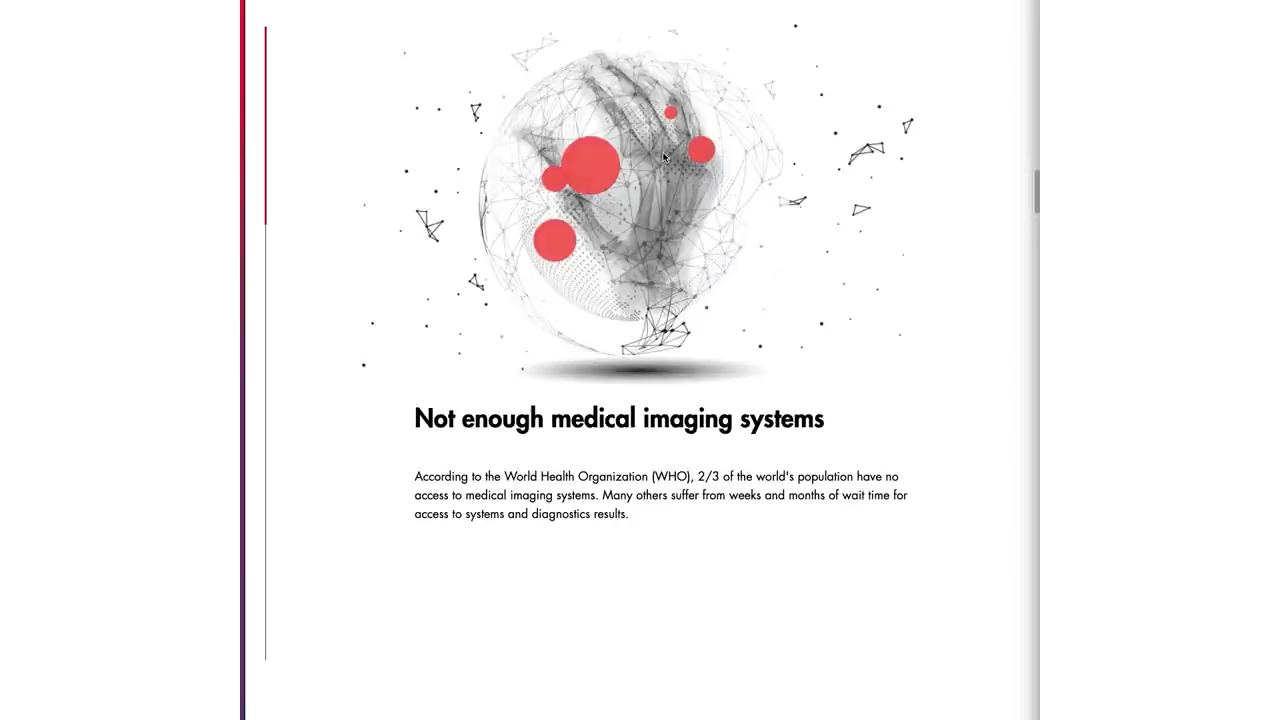 Not enough medical imaging systems
According to the World Health Organization (WHO), 2/3 of the world's population have no
access to medical imaging systems. Many others suffer from weeks and months of wait time for
access to systems and diagnostics results.